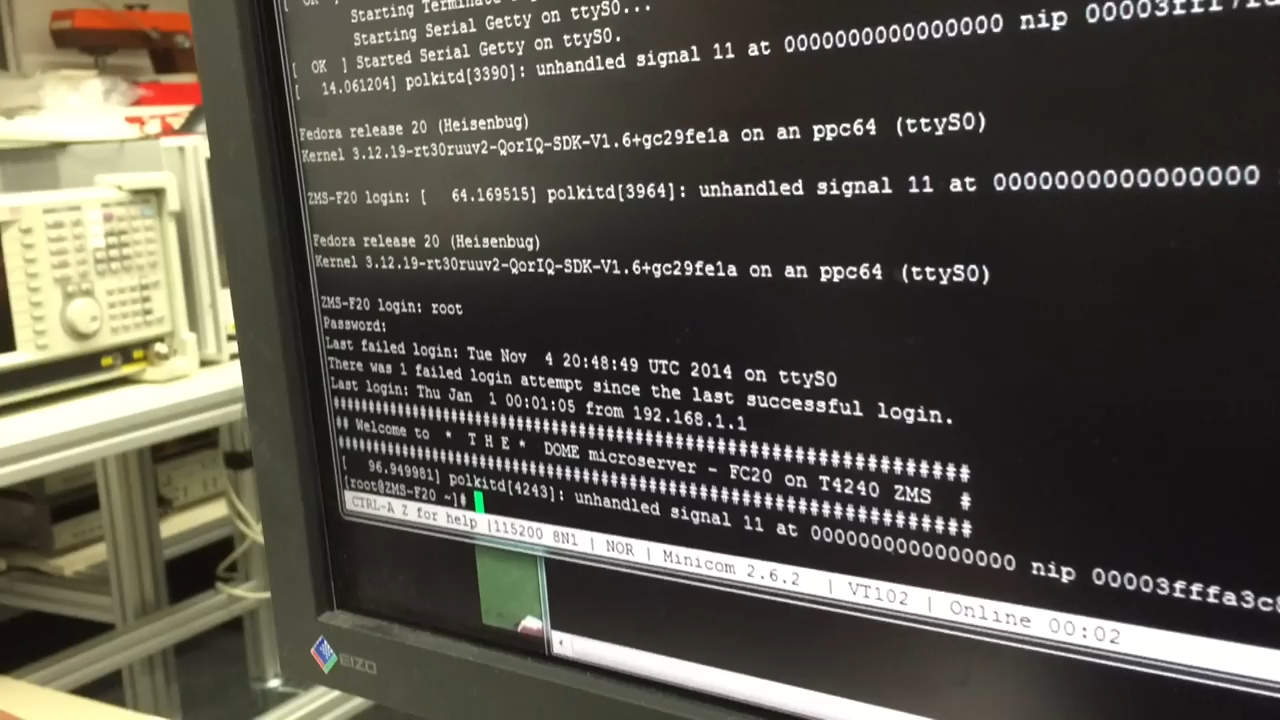 OK ]
Starting Termina
Starting Serial Getty on ttyS0...
[ OK ] Started Serial Getty on ttyS0.
[ 14.061204] polkitd[3390]: unhandled signal 11 at 0000000000000000 nip
Fedora release 20 (Heisenbug)
Kernel 3.12.19-rt30ruuv2-QorIQ-SDK-V1.6+gc29fe1a on an ppc64 (ttyS0)
ZMS-F20 login: [ 64.169515] polkitd[3964]: unhandled signal 11 at 0000000000000000
Fedora release 20 (Heisenbug)
Kernel 3.12.19-rt30ruuv2-QorIQ-SDK-V1.6+gc29fe1a on an ppc64 (ttyS0)
ZMS-F20 login: root
Password:
Last failed login: Tue Nov 4 20:48:49 UTC 2014 on ttyS0
There was 1 failed login attempt since the last successful login.
Last login: Thu Jan 1 00:01:05 from 192.168.1.1
## Welcome to * T H E * DOME microserver - FC20 on T4240 ZMS #
[ 96.949981] polkitd[4243]: unhandled signal 11 at 0000000000000000 nip 00003fffa3c8
[root@ZMS-F20 ~]#
CTRL-A Z for help |115200 8N1 | NOR | Minicom 2.6.2 | VT102 | Online 00:02
EIZO